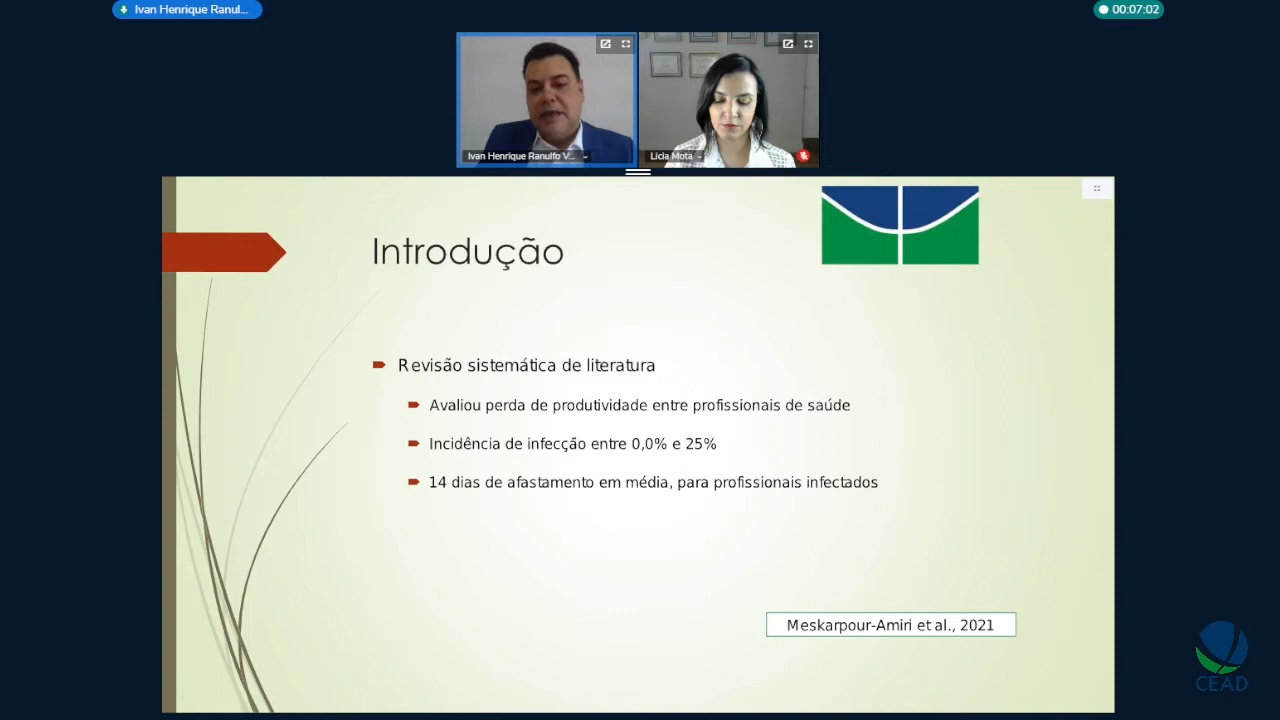 Ivan Henrique Ranul...
00:07:02
Ivan Henrique Ranulfo V...
Licia Mota
Introdução
Revisão sistemática de literatura
Avaliou perda de produtividade entre profissionais de saúde
Incidência de infecção entre 0,0% e 25%
14 dias de afastamento em média, para profissionais infectados
Meskarpour-Amiri et al., 2021
CEAD